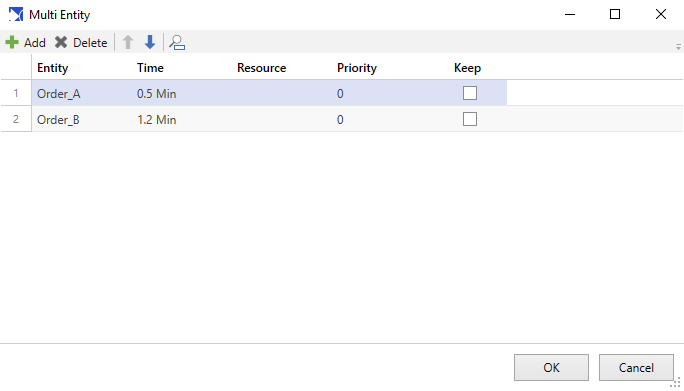 Multi Entity
Add Delete
Entity Time Resource Priority Keep
1 Order_A 0.5 Min 0
2 Order_B 1.2 Min 0
OK Cancel